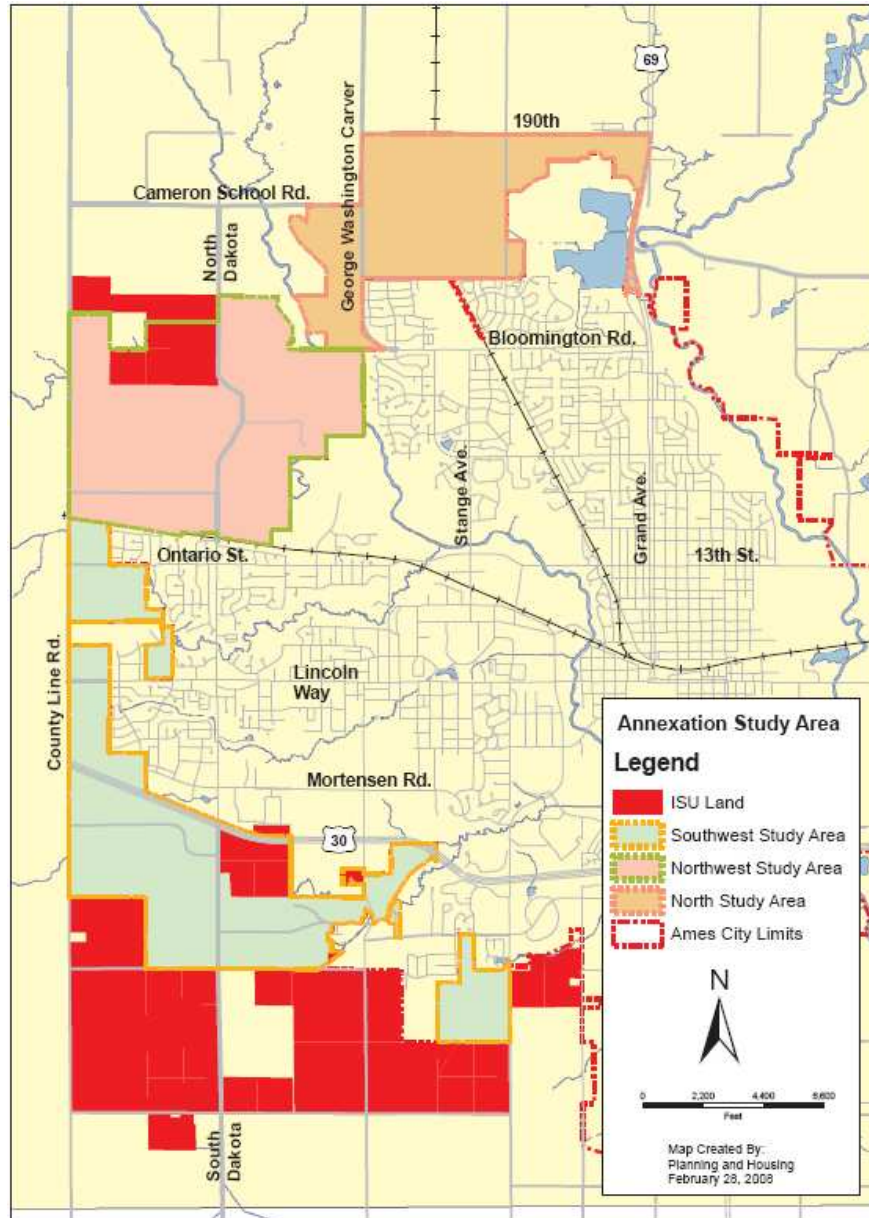 69
190th
George Washington Carver
Cameron School Rd.
North
Dakota
Bloomington Rd.
Stange Ave.
Grand Ave.
Ontario St.
13th St.
County Line Rd.
Lincoln
Way
Mortensen Rd.
30
South
Dakota
Annexation Study Area
Legend
ISU Land
Southwest Study Area
Northwest Study Area
North Study Area
Ames City Limits
N
0 2,200 4,400 8,800
Feet
Map Created By:
Planning and Housing
February 28, 2008